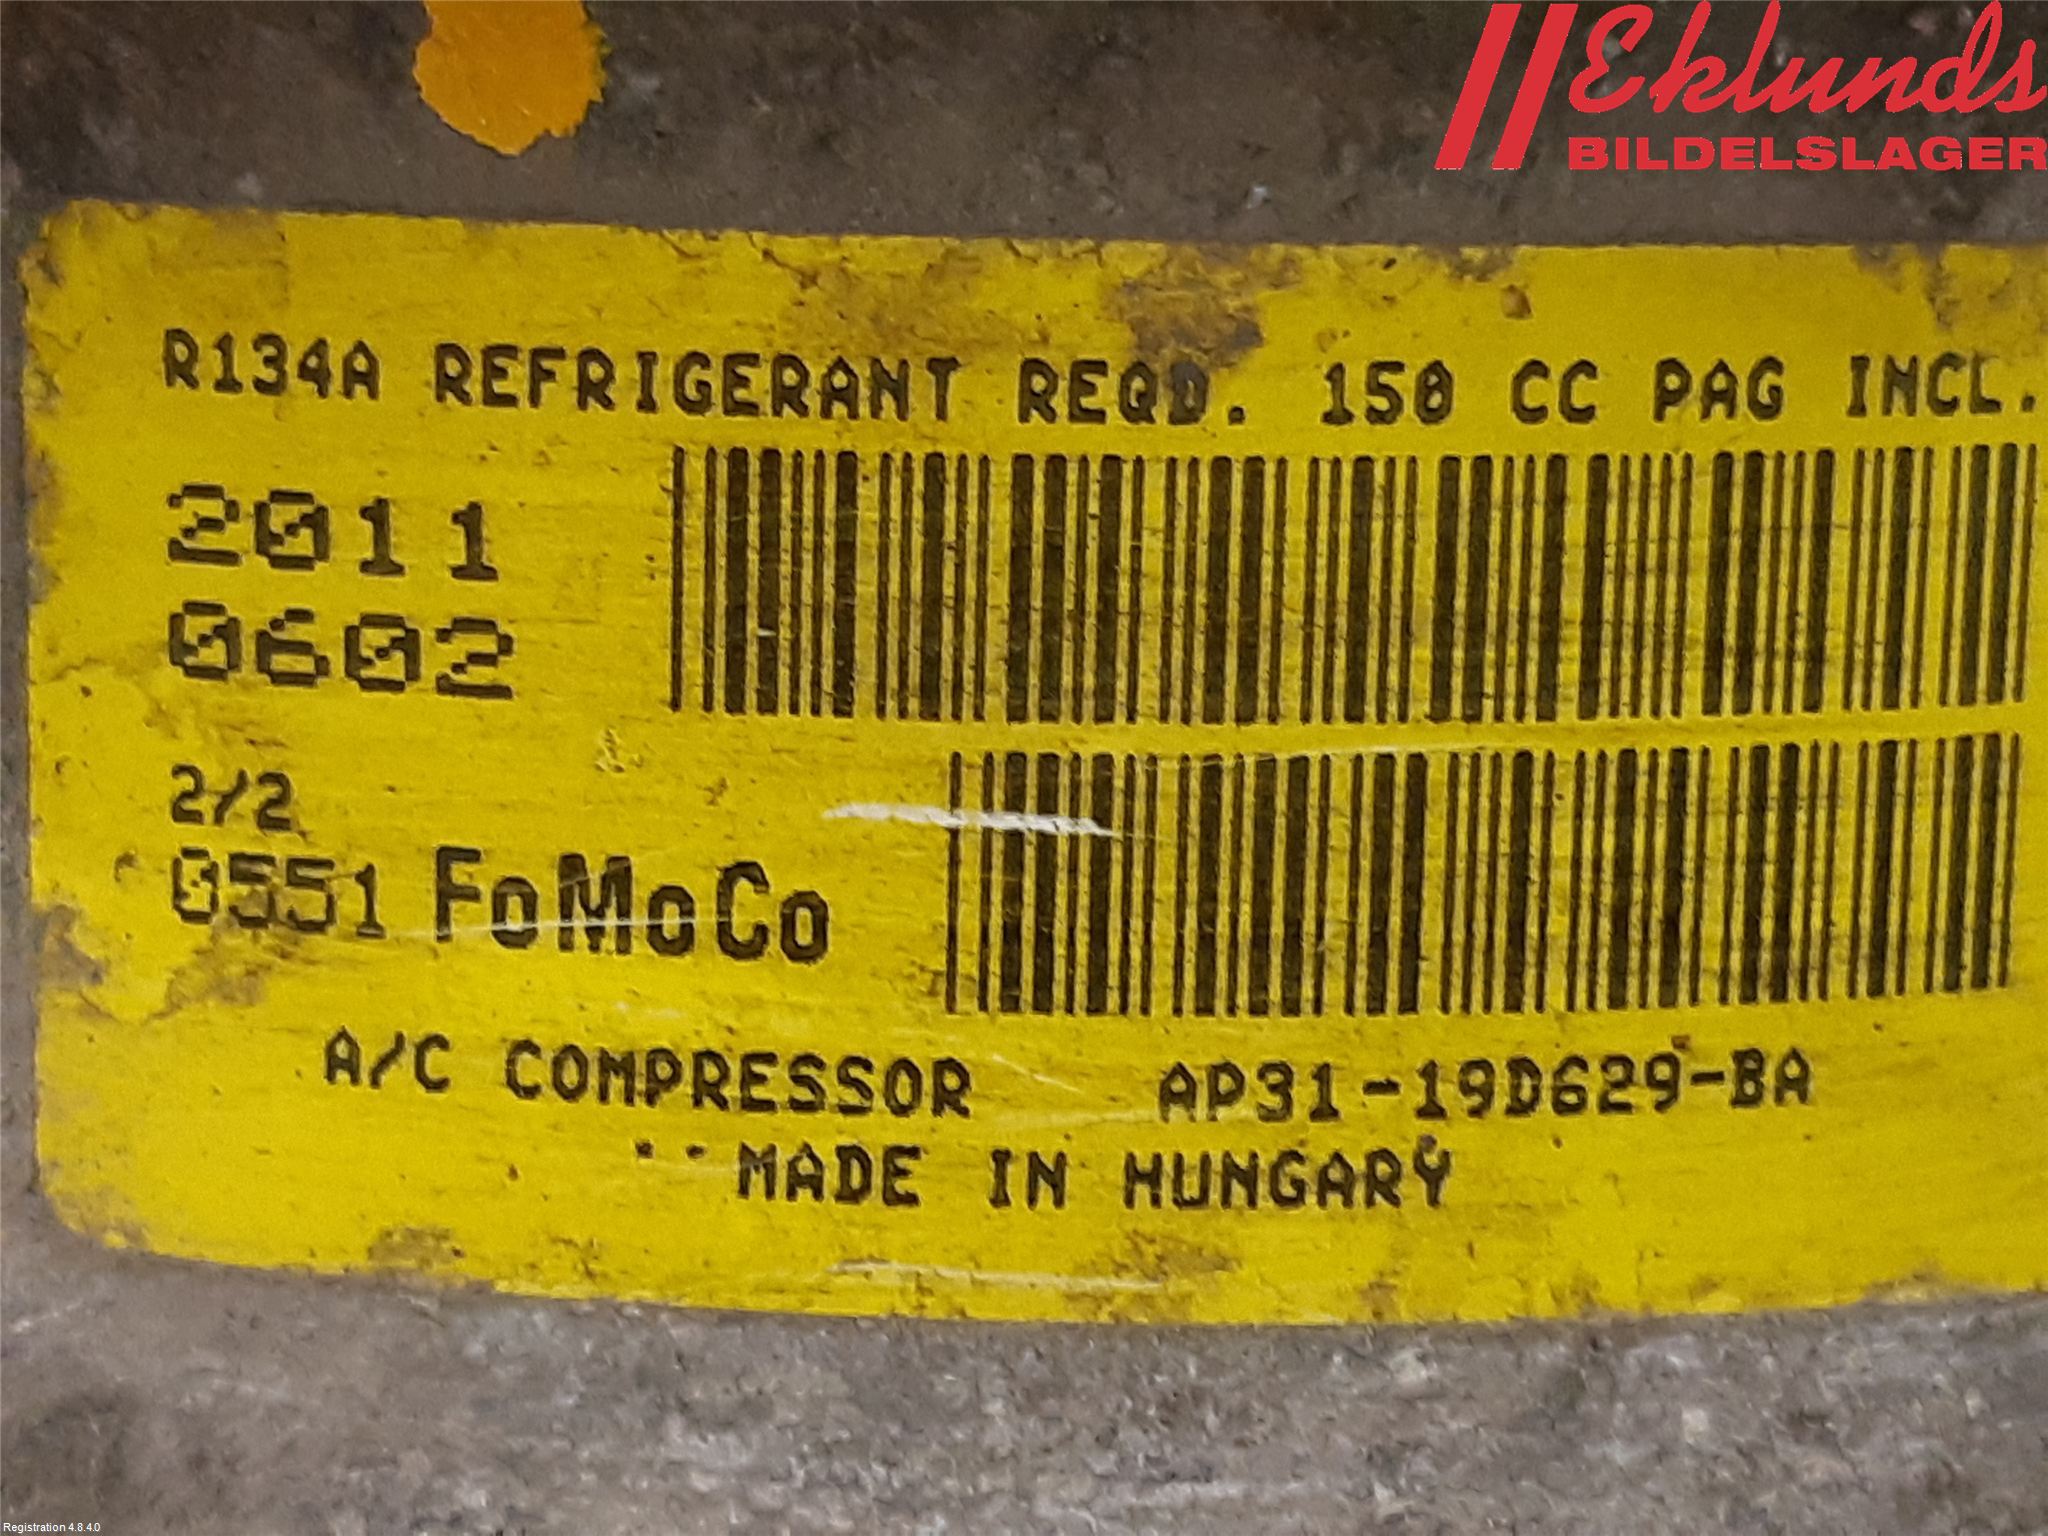 Eklunds
BILDELSLAGER
R134A REFRIGERANT REQD. 150 CC PAG INCL.
2011
0602
2/2
0551 FoMoCo
A/C COMPRESSOR AP31-19D629-BA
MADE IN HUNGARY
Registration 4.8.4.0